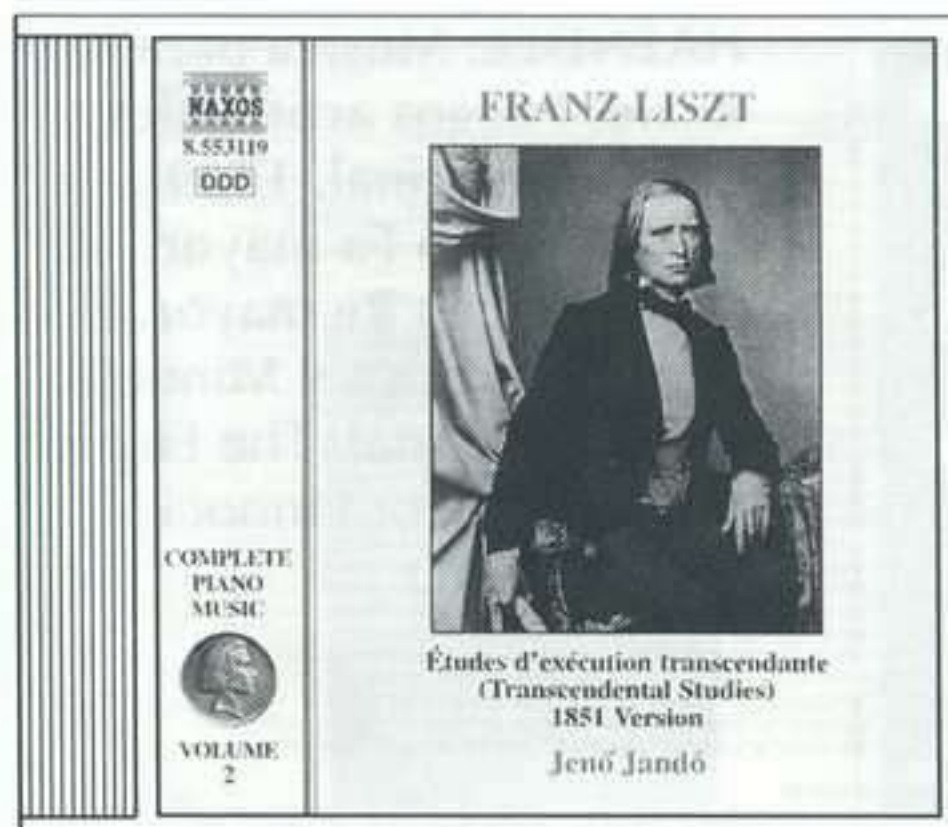 NAXOS
8.553119
DDD
COMPLETE
PIANO
MUSIC
VOLUME
2
FRANZ LISZT
Études d'exécution transcendante
(Transcendental Studies)
1851 Version
Jenő Jandó